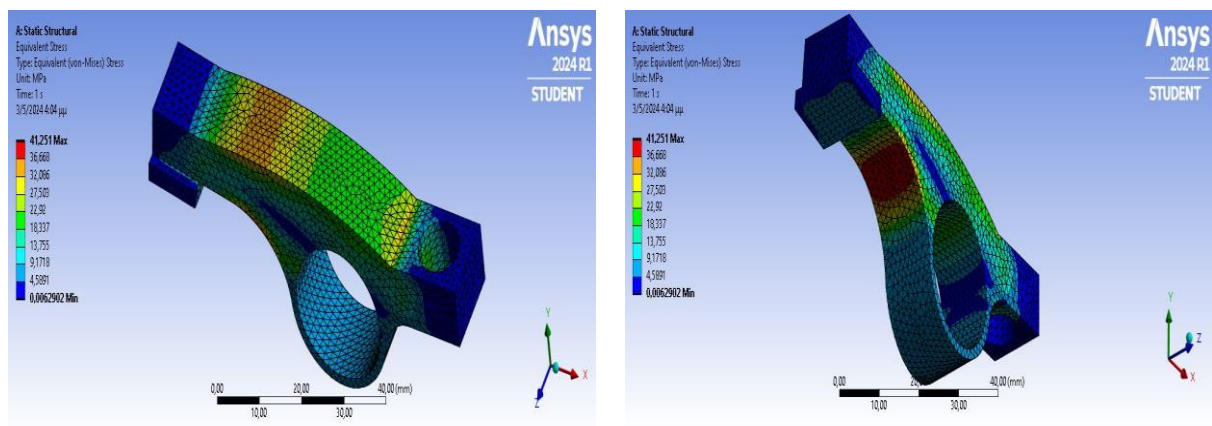 A: Static Structural
Equivalent Stress
Type: Equivalent (von-Mises) Stress
Unit: MPa
Time: 1 s
3/5/2024 4:04 μμ
41,251 Max
36,668
32,086
27,503
22,92
18,337
13,755
9,1718
4,5891
0,0062902 Min
Ansys
2024 R1
STUDENT
0,00 20,00 40,00 (mm)
10,00 30,00
Y
X
Z
A: Static Structural
Equivalent Stress
Type: Equivalent (von-Mises) Stress
Unit: MPa
Time: 1 s
3/5/2024 4:04 μμ
41,251 Max
36,668
32,086
27,503
22,92
18,337
13,755
9,1718
4,5891
0,0062902 Min
Ansys
2024 R1
STUDENT
0,00 40,00 (mm)
10,00 30,00
Y
Z
X